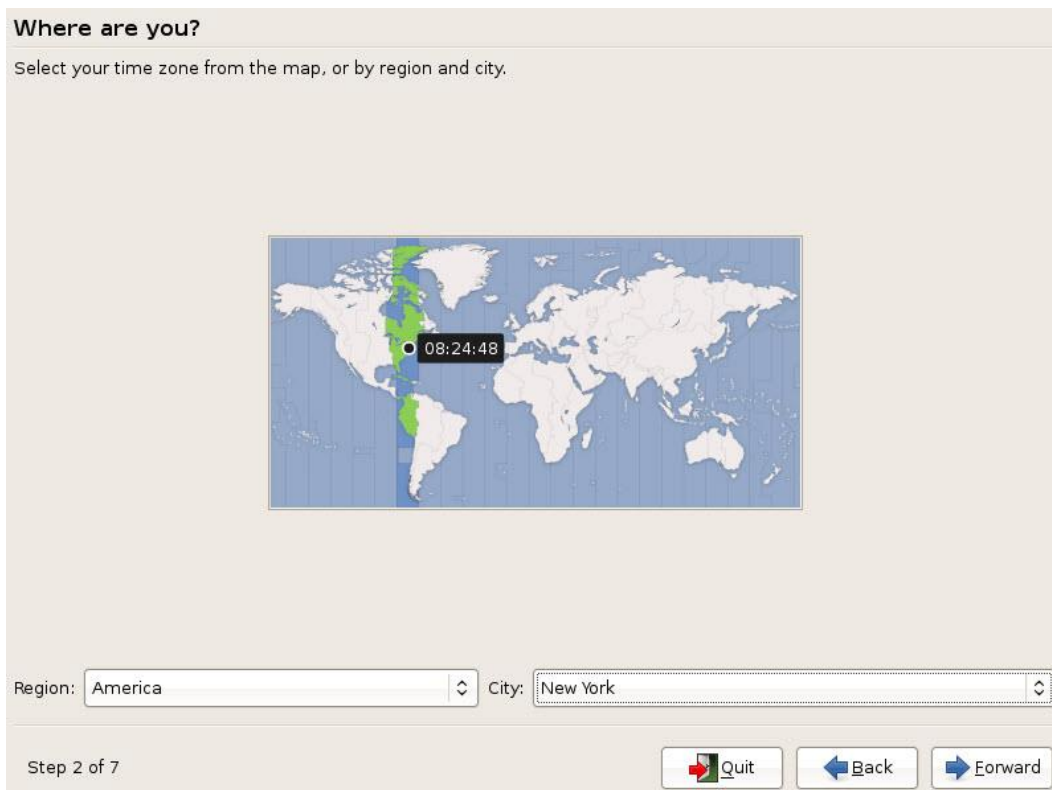 Where are you?
Select your time zone from the map, or by region and city.
08:24:48
Region: America City: New York
Step 2 of 7 Quit Back Forward